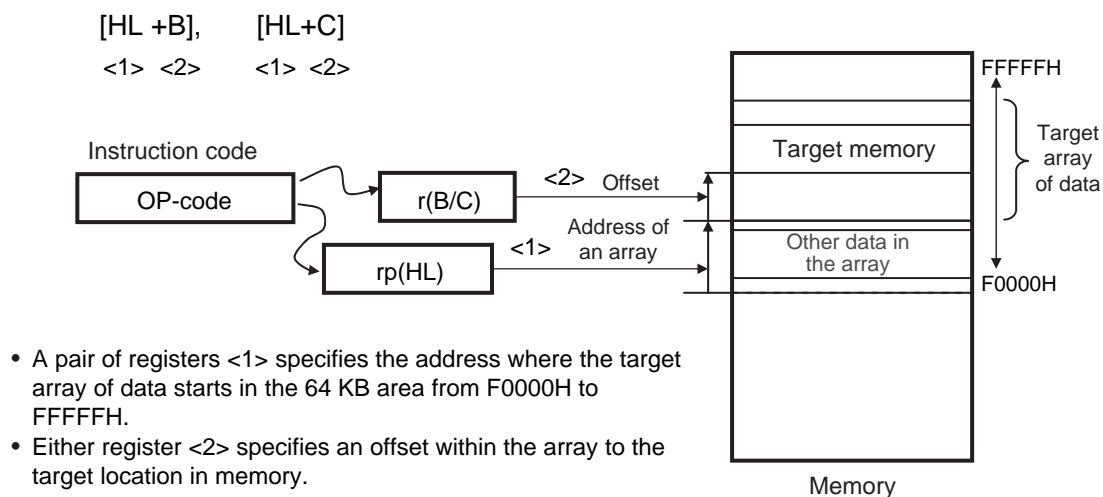 [HL +B], [HL+C]
<1> <2> <1> <2>
FFFFFH
Target
array
of data
Instruction code
Target memory
OP-code
r(B/C)
<2> Offset
Address of
an array
<1>
rp(HL)
Other data in
the array
F0000H
• A pair of registers <1> specifies the address where the target
array of data starts in the 64 KB area from F0000H to
FFFFFH.
• Either register <2> specifies an offset within the array to the
target location in memory.
Memory